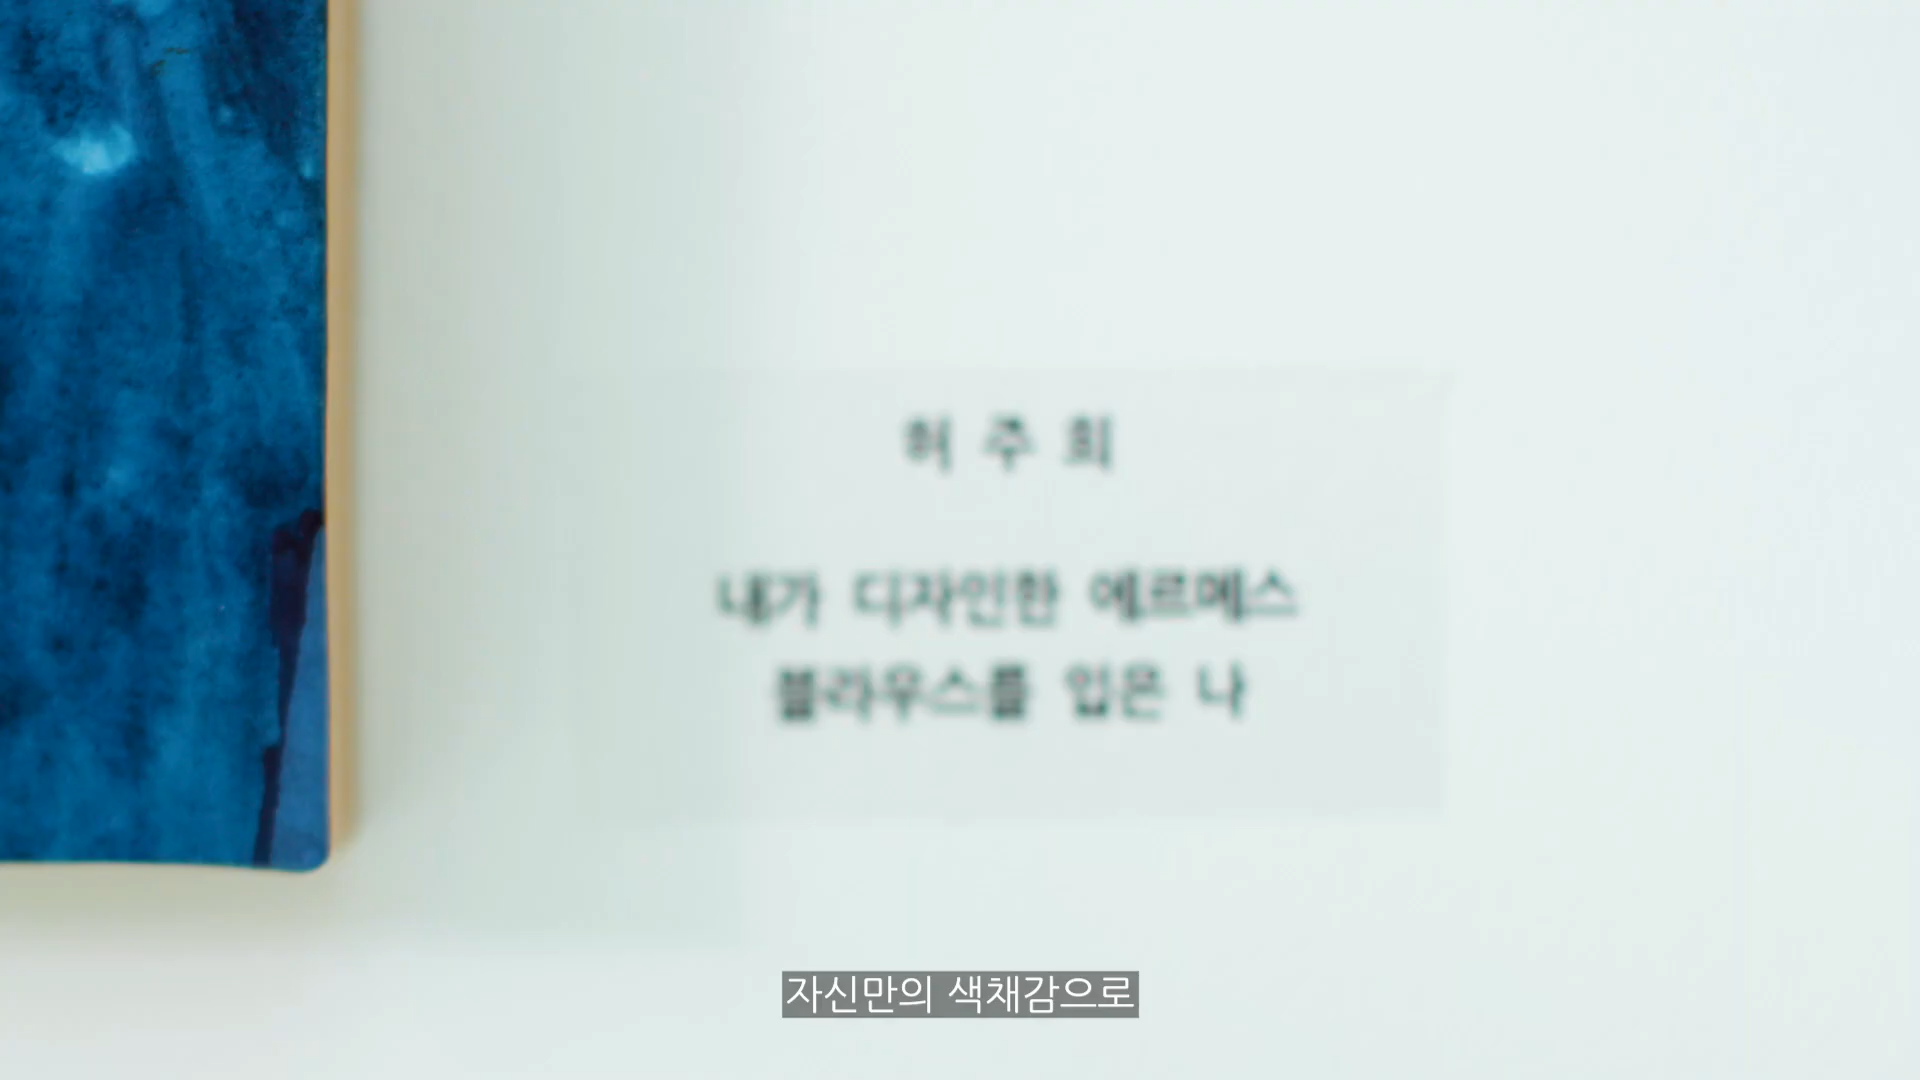 허 주 희
내가 디자인한 에르메스
블라우스를 입은 나
자신만의 색채감으로